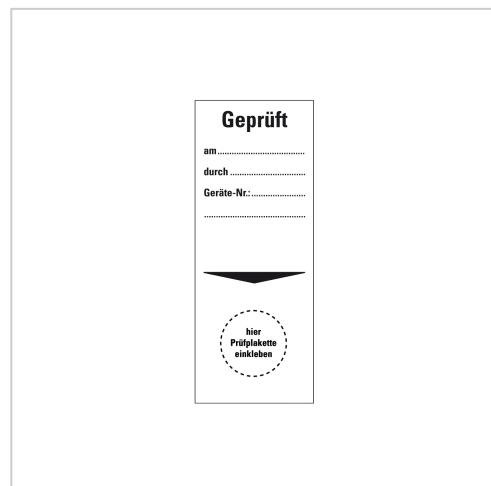 Geprüft
am....................................
durch................................
Geräte-Nr.:.......................
..........................................
hier
Prüfplakette
einkleben